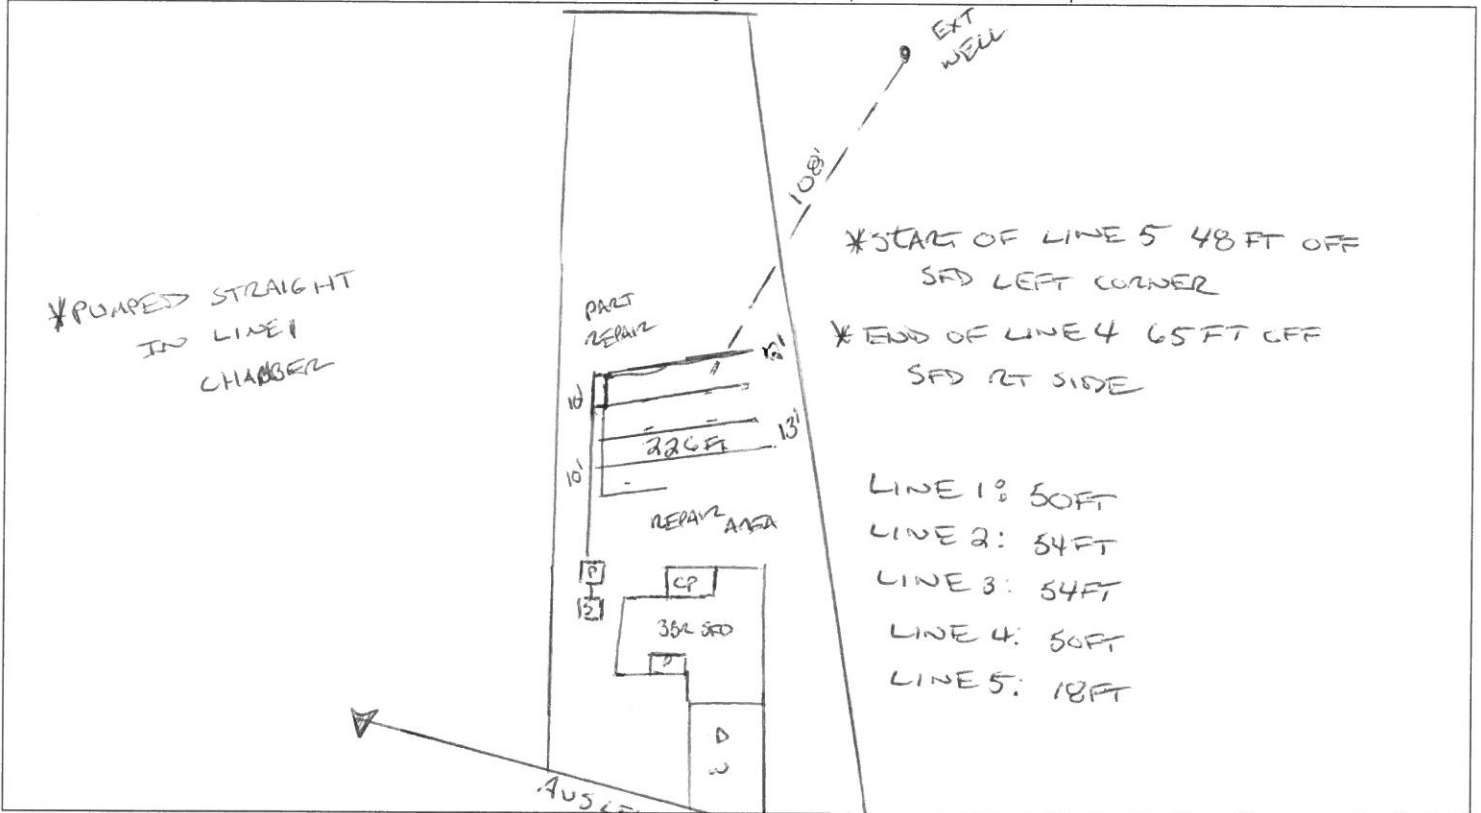 EXT
WELL
108'
*START OF LINE 5 48 FT OFF
SFD LEFT CORNER
*END OF LINE 4 65 FT OFF
SFD RT SIDE
*PUMPED STRAIGHT
IN LINE 1
CHAMBER
PART
REPAIR
10'
13'
226 FT
10'
REPAIR AREA
P
CP
SFD
D
W
LINE 1: 50FT
LINE 2: 54FT
LINE 3: 54FT
LINE 4: 50FT
LINE 5: 18FT